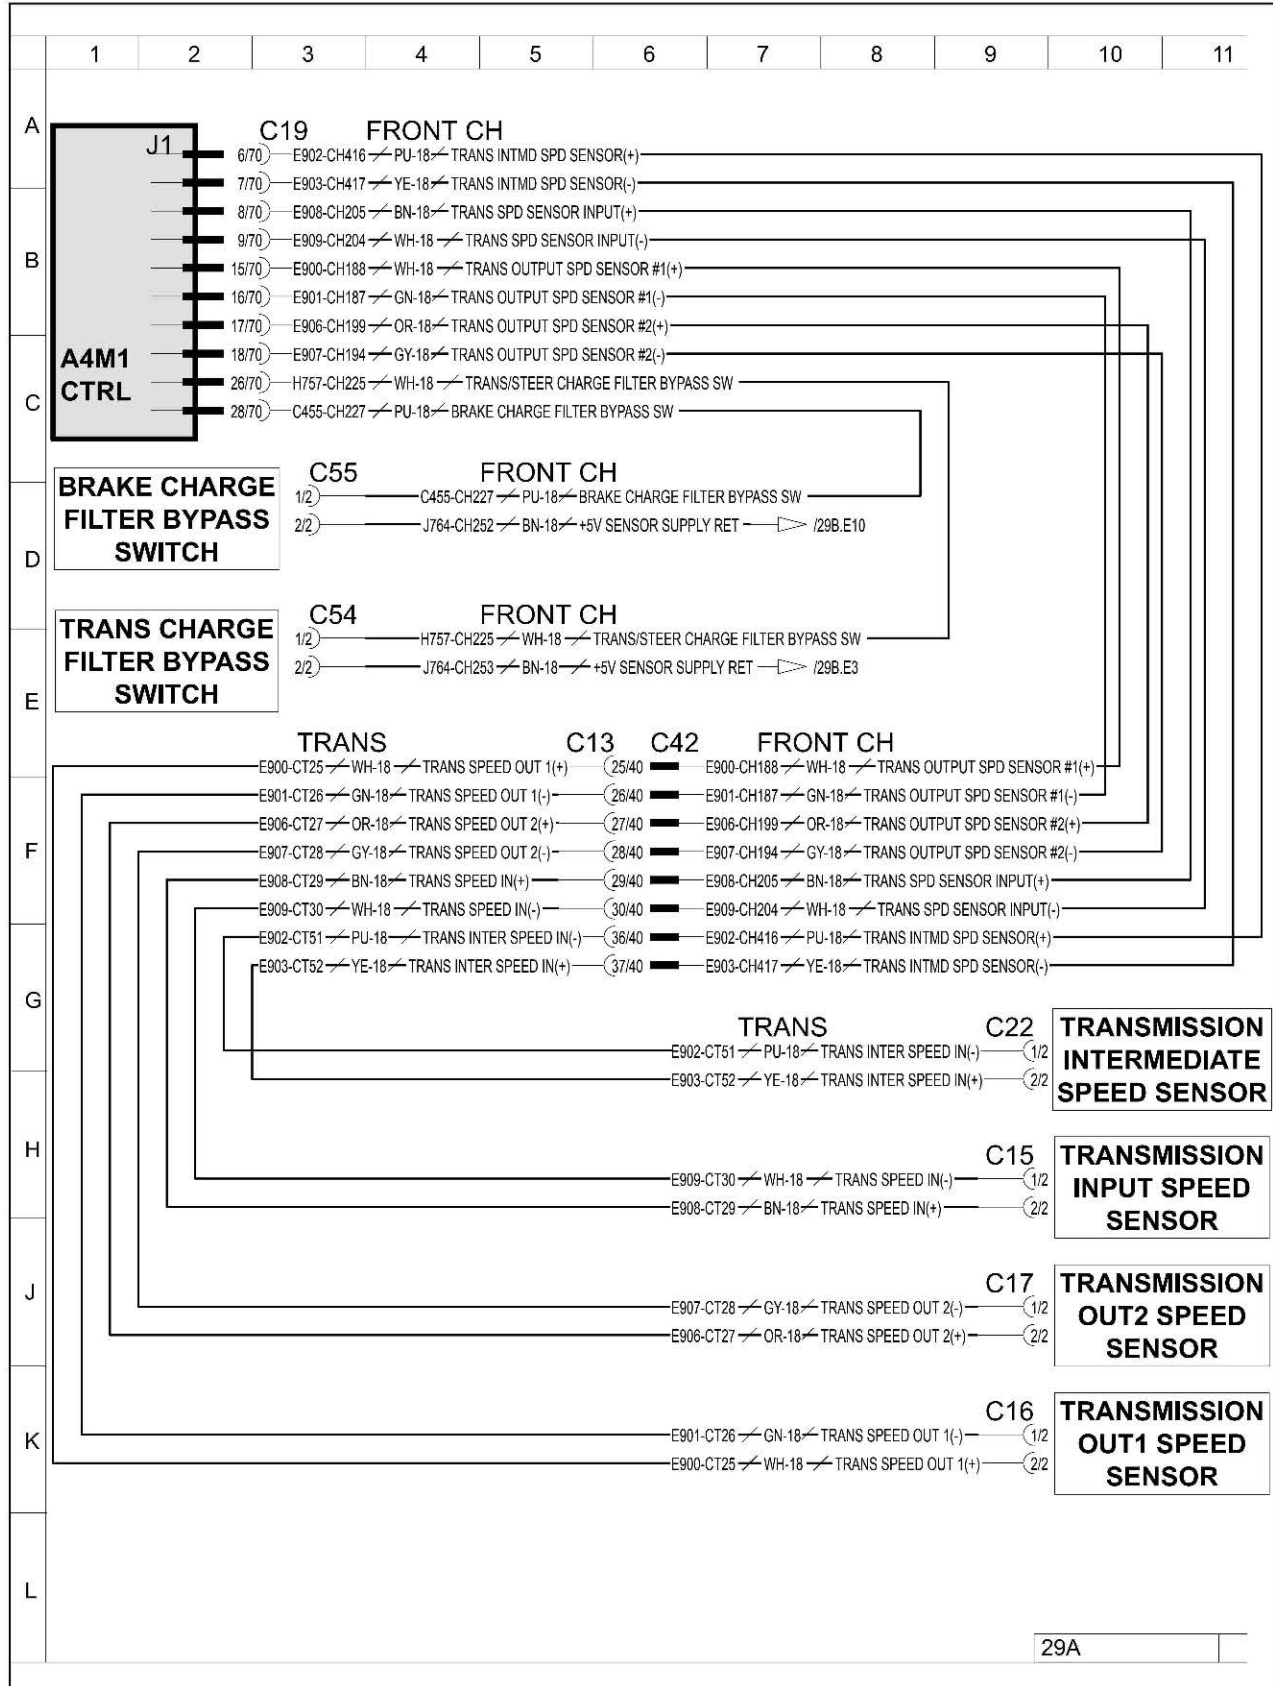 1 2 3 4 5 6 7 8 9 10 11
A
J1 C19 FRONT CH
6/70 E902-CH416 PU-18 TRANS INTMD SPD SENSOR(+)
7/70 E903-CH417 YE-18 TRANS INTMD SPD SENSOR(-)
8/70 E908-CH205 BN-18 TRANS SPD SENSOR INPUT(+)
9/70 E909-CH204 WH-18 TRANS SPD SENSOR INPUT(-)
B
15/70 E900-CH188 WH-18 TRANS OUTPUT SPD SENSOR #1(+)
16/70 E901-CH187 GN-18 TRANS OUTPUT SPD SENSOR #1(-)
17/70 E906-CH199 OR-18 TRANS OUTPUT SPD SENSOR #2(+)
18/70 E907-CH194 GY-18 TRANS OUTPUT SPD SENSOR #2(-)
A4M1
CTRL
26/70 H757-CH225 WH-18 TRANS/STEER CHARGE FILTER BYPASS SW
C
28/70 C455-CH227 PU-18 BRAKE CHARGE FILTER BYPASS SW
BRAKE CHARGE
FILTER BYPASS
SWITCH
C55 FRONT CH
1/2 C455-CH227 PU-18 BRAKE CHARGE FILTER BYPASS SW
2/2 J764-CH252 BN-18 +5V SENSOR SUPPLY RET /29B.E10
D
TRANS CHARGE
FILTER BYPASS
SWITCH
C54 FRONT CH
1/2 H757-CH225 WH-18 TRANS/STEER CHARGE FILTER BYPASS SW
2/2 J764-CH253 BN-18 +5V SENSOR SUPPLY RET /29B.E3
E
TRANS C13 C42 FRONT CH
E900-CT25 WH-18 TRANS SPEED OUT 1(+) 25/40 E900-CH188 WH-18 TRANS OUTPUT SPD SENSOR #1(+)
E901-CT26 GN-18 TRANS SPEED OUT 1(-) 26/40 E901-CH187 GN-18 TRANS OUTPUT SPD SENSOR #1(-)
E906-CT27 OR-18 TRANS SPEED OUT 2(+) 27/40 E906-CH199 OR-18 TRANS OUTPUT SPD SENSOR #2(+)
F
E907-CT28 GY-18 TRANS SPEED OUT 2(-) 28/40 E907-CH194 GY-18 TRANS OUTPUT SPD SENSOR #2(-)
E908-CT29 BN-18 TRANS SPEED IN(+) 29/40 E908-CH205 BN-18 TRANS SPD SENSOR INPUT(+)
E909-CT30 WH-18 TRANS SPEED IN(-) 30/40 E909-CH204 WH-18 TRANS SPD SENSOR INPUT(-)
E902-CT51 PU-18 TRANS INTER SPEED IN(-) 36/40 E902-CH416 PU-18 TRANS INTMD SPD SENSOR(+)
E903-CT52 YE-18 TRANS INTER SPEED IN(+) 37/40 E903-CH417 YE-18 TRANS INTMD SPD SENSOR(-)
G
TRANS C22
E902-CT51 PU-18 TRANS INTER SPEED IN(-) 1/2
E903-CT52 YE-18 TRANS INTER SPEED IN(+) 2/2
TRANSMISSION
INTERMEDIATE
SPEED SENSOR
H
C15
E909-CT30 WH-18 TRANS SPEED IN(-) 1/2
E908-CT29 BN-18 TRANS SPEED IN(+) 2/2
TRANSMISSION
INPUT SPEED
SENSOR
J
C17
E907-CT28 GY-18 TRANS SPEED OUT 2(-) 1/2
E906-CT27 OR-18 TRANS SPEED OUT 2(+) 2/2
TRANSMISSION
OUT2 SPEED
SENSOR
K
C16
E901-CT26 GN-18 TRANS SPEED OUT 1(-) 1/2
E900-CT25 WH-18 TRANS SPEED OUT 1(+) 2/2
TRANSMISSION
OUT1 SPEED
SENSOR
L
29A